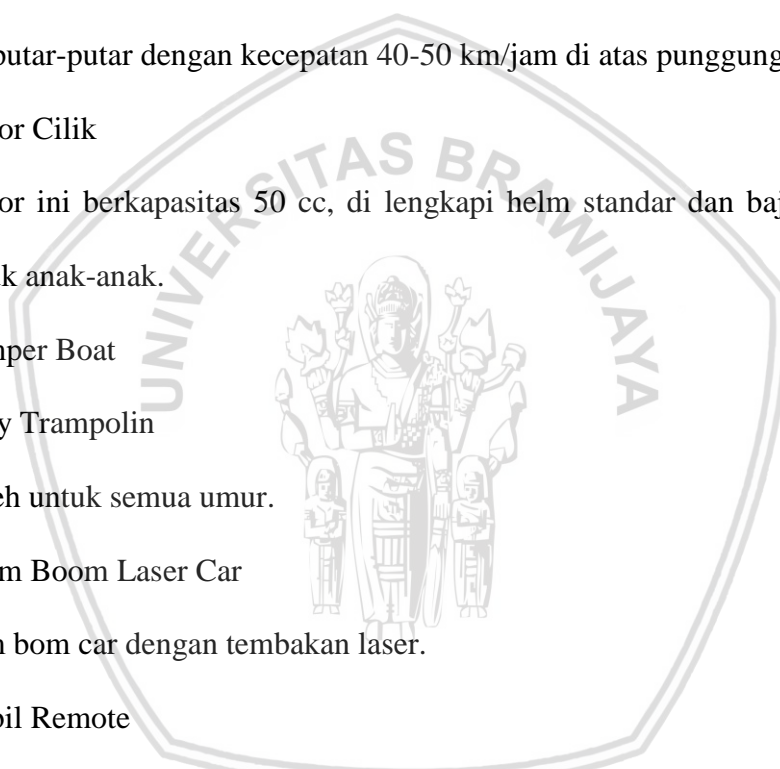 putar-putar dengan kecepatan 40-50 km/jam di atas punggung
or Cilik
or ini berkapasitas 50 cc, di lengkapi helm standar dan baj
k anak-anak.
nper Boat
y Trampolin
eh untuk semua umur.
m Boom Laser Car
n bom car dengan tembakan laser.
bil Remote
UNIVERSITAS BRAWIJAYA